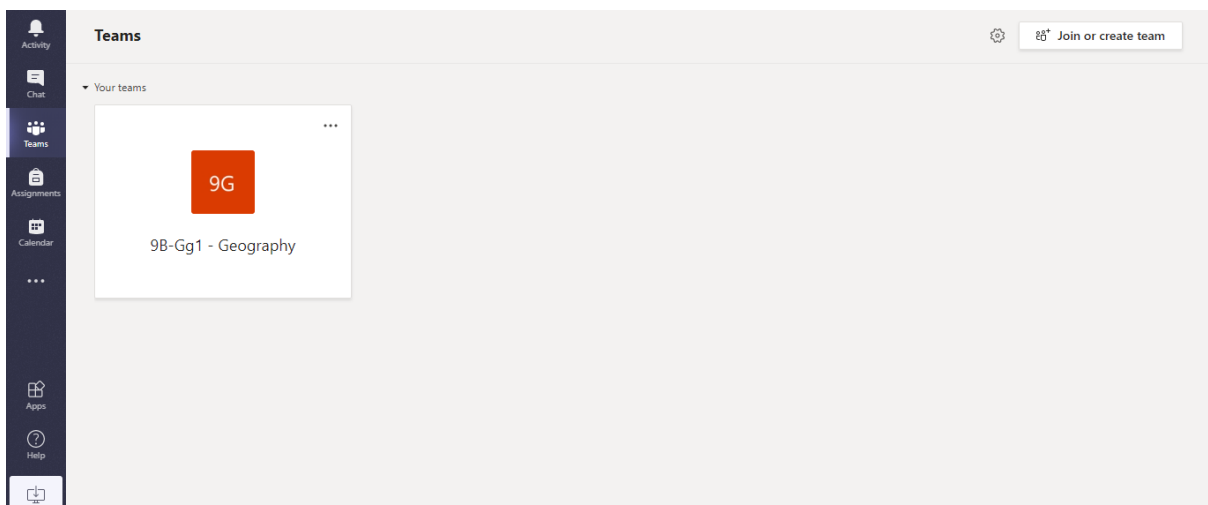 Activity
Chat
Teams
Assignments
Calendar
Apps
Help
Teams
Join or create team
Your teams
9G
9B-Gg1 - Geography